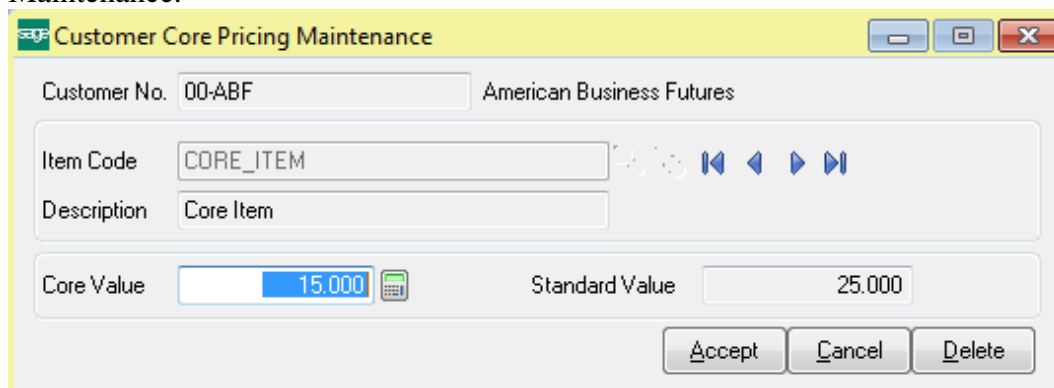 Maintenance.
sage Customer Core Pricing Maintenance
Customer No. 00-ABF American Business Futures
Item Code CORE_ITEM
Description Core Item
Core Value 15.000 Standard Value 25.000
Accept Cancel Delete